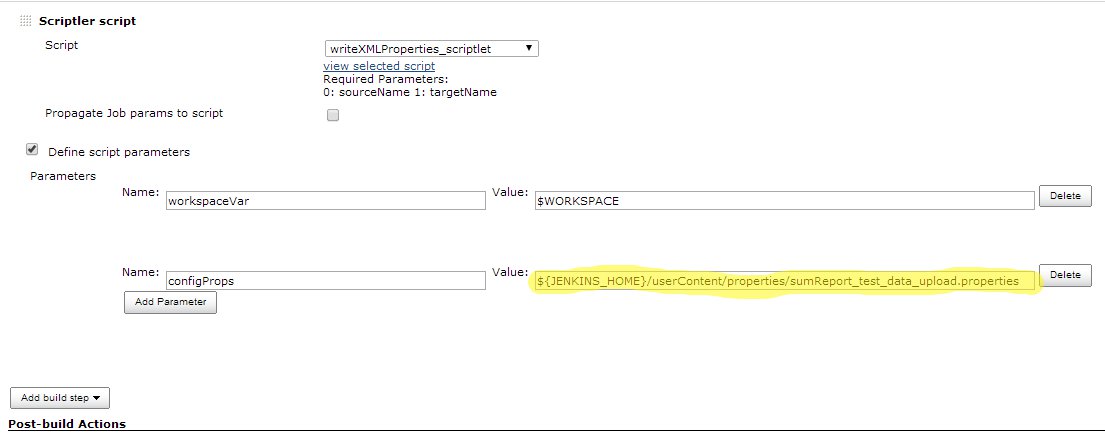 Scriptler script
Script
writeXMLProperties_scriptlet
view selected script
Required Parameters:
0: sourceName 1: targetName
Propagate Job params to script
Define script parameters
Parameters
Name: workspaceVar Value: $WORKSPACE Delete
Name: configProps Value: ${JENKINS_HOME}/userContent/properties/sumReport_test_data_upload.properties Delete
Add Parameter
Add build step
Post-build Actions